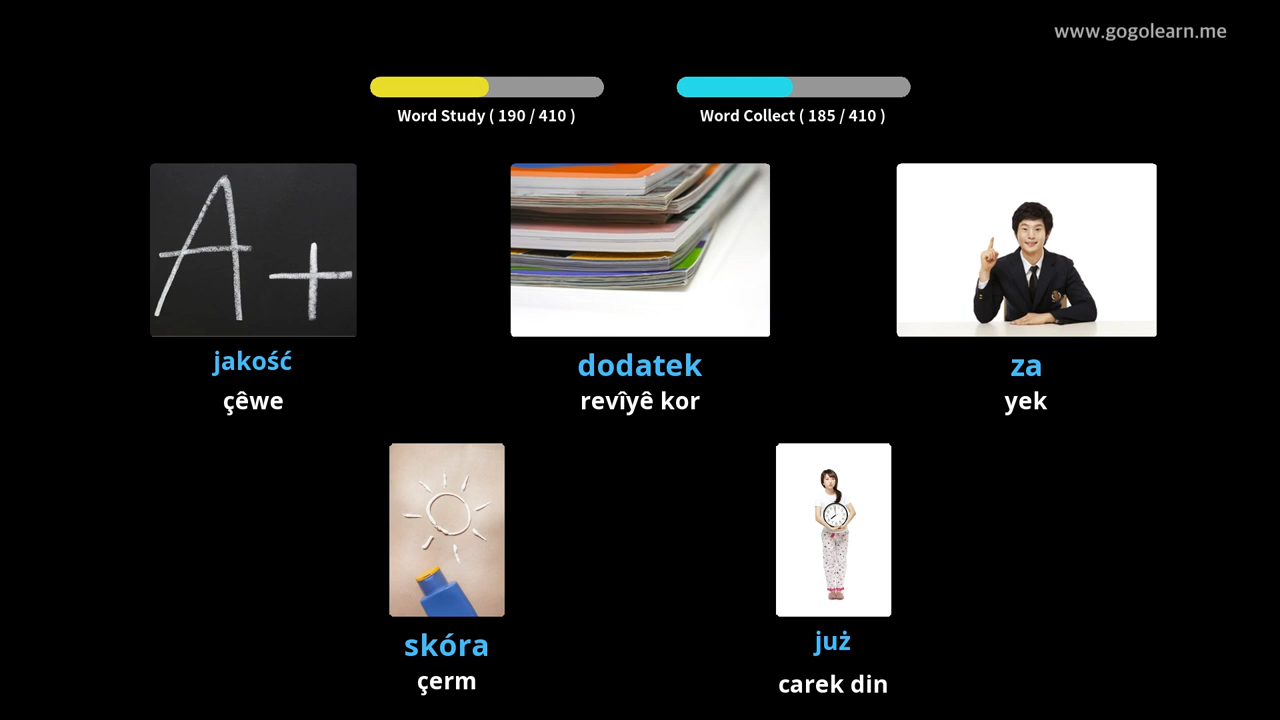 www.gogolearn.me
Word Study ( 190 / 410 )
Word Collect ( 185 / 410 )
A+
jakość
çêwe
dodatek
revîyê kor
za
yek
skóra
çerm
już
carek din